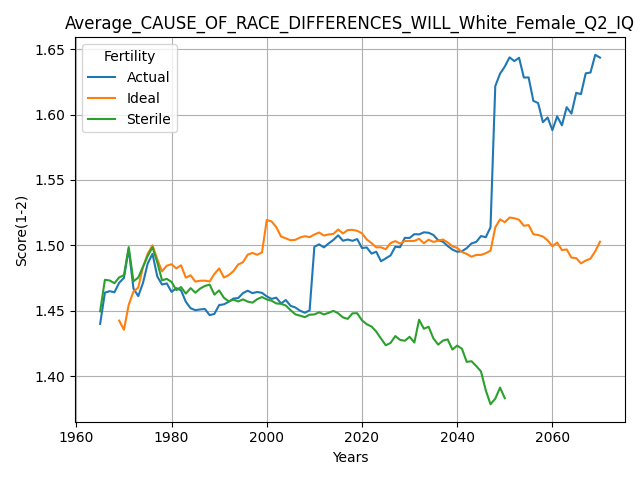 Average_CAUSE_OF_RACE_DIFFERENCES_WILL_White_Female_Q2_IQ
Fertility
Actual
Ideal
Sterile
Score(1-2)
1.65
1.60
1.55
1.50
1.45
1.40
1960 1980 2000 2020 2040 2060
Years